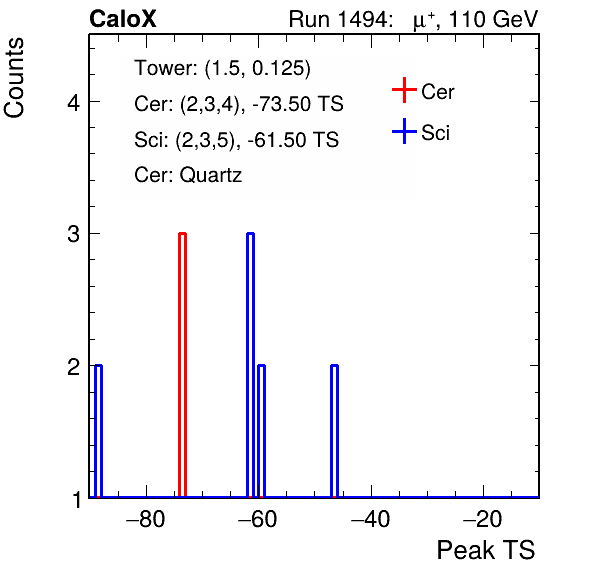 CaloX Run 1494: μ⁺, 110 GeV
Counts
Tower: (1.5, 0.125)
Cer: (2,3,4), -73.50 TS
Sci: (2,3,5), -61.50 TS
Cer: Quartz
Cer
Sci
4
3
2
1
−80 −60 −40 −20
Peak TS